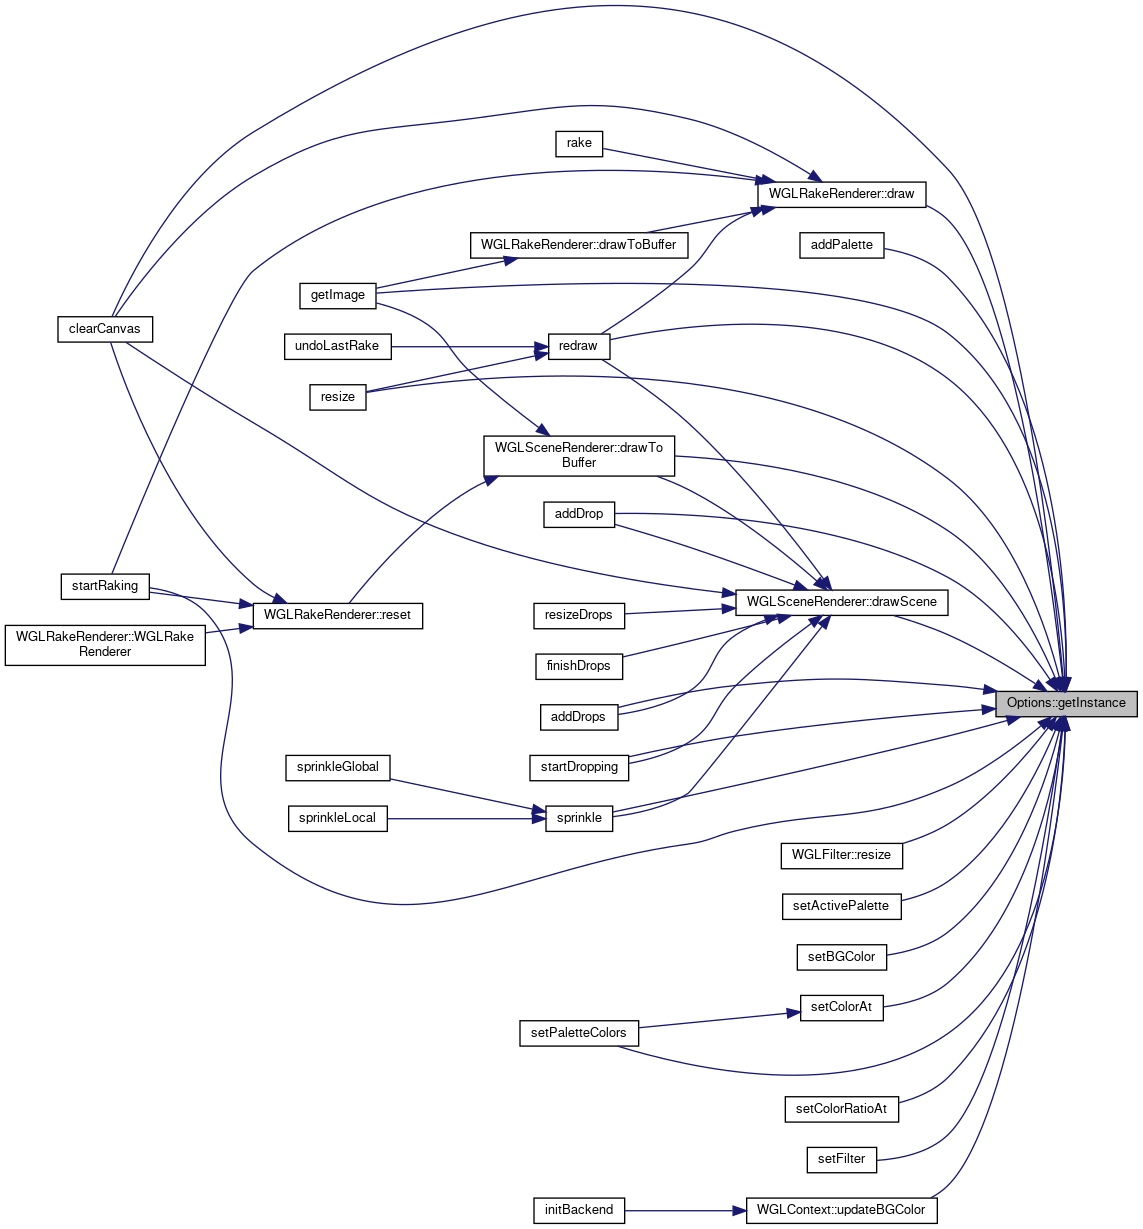 rake
WGLRakeRenderer::draw
addPalette
WGLRakeRenderer::drawToBuffer
getImage
clearCanvas
undoLastRake
redraw
resize
WGLSceneRenderer::drawTo
Buffer
addDrop
startRaking
WGLRakeRenderer::reset
resizeDrops
WGLSceneRenderer::drawScene
WGLRakeRenderer::WGLRake
Renderer
finishDrops
Options::getInstance
addDrops
sprinkleGlobal
startDropping
sprinkleLocal
sprinkle
WGLFilter::resize
setActivePalette
setBGColor
setColorAt
setPaletteColors
setColorRatioAt
setFilter
initBackend
WGLContext::updateBGColor